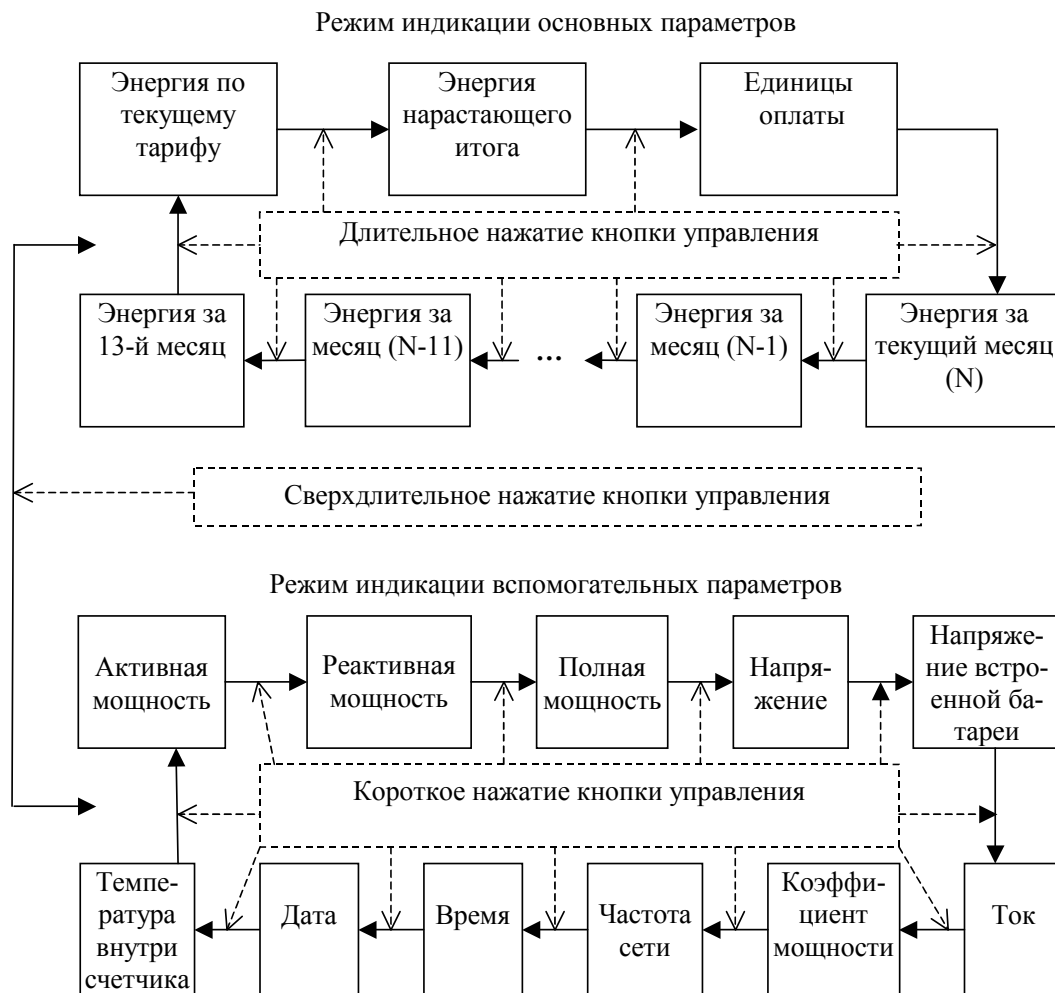 Режим индикации основных параметров
Энергия по
текущему
тарифу
Энергия
нарастающего
итога
Единицы
оплаты
Длительное нажатие кнопки управления
Энергия за
13-й месяц
Энергия за
месяц (N-11)
...
Энергия за
месяц (N-1)
Энергия за
текущий месяц
(N)
Сверхдлительное нажатие кнопки управления
Режим индикации вспомогательных параметров
Активная
мощность
Реактивная
мощность
Полная
мощность
Напря-
жение
Напряже-
ние встро-
енной ба-
тареи
Короткое нажатие кнопки управления
Темпе-
ратура
внутри
счетчика
Дата
Время
Частота
сети
Коэффи-
циент
мощности
Ток